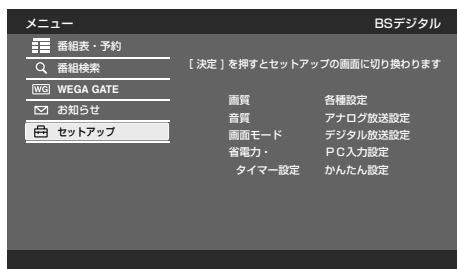 メニュー BSデジタル
番組表・予約
番組検索
WG WEGA GATE
お知らせ
セットアップ
[ 決定 ] を押すとセットアップの画面に切り換わります
画質 各種設定
音質 アナログ放送設定
画面モード デジタル放送設定
省電力・ PC入力設定
タイマー設定 かんたん設定